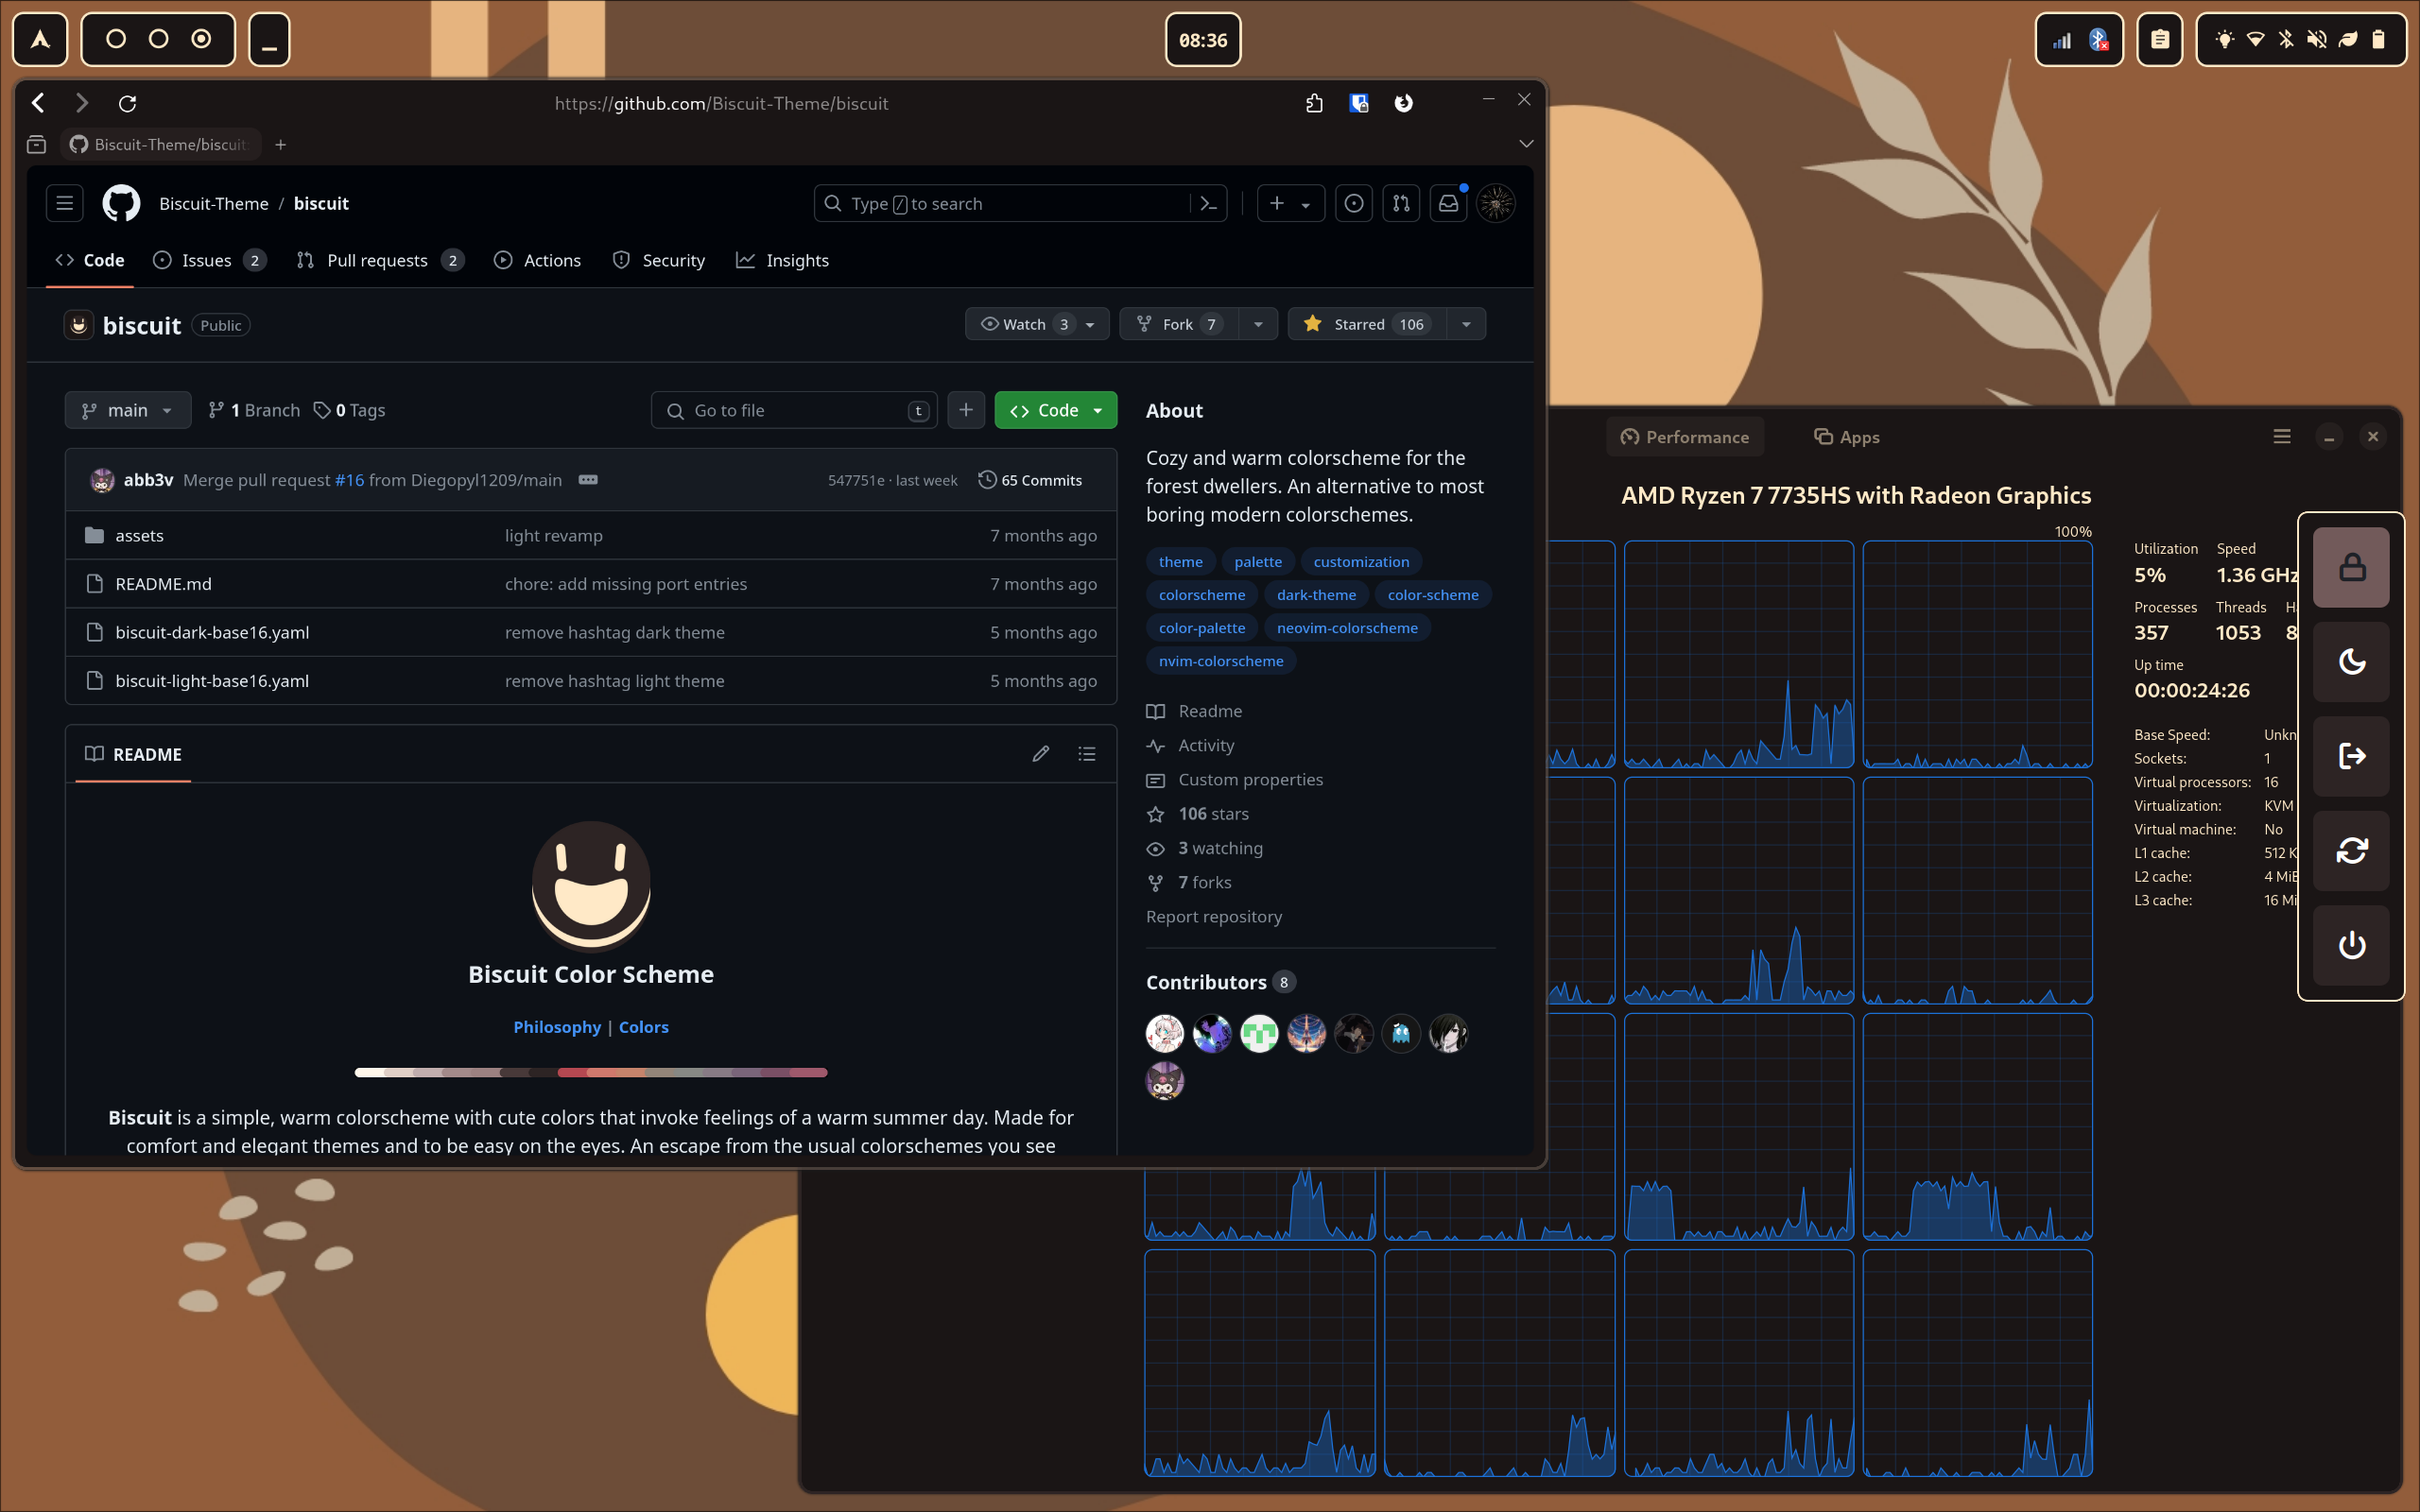 08:36
https://github.com/Biscuit-Theme/biscuit
Biscuit-Theme/biscuit
Biscuit-Theme / biscuit
Type / to search
Code
Issues 2
Pull requests 2
Actions
Security
Insights
biscuit Public
Watch 3
Fork 7
Starred 106
main
1 Branch
0 Tags
Go to file t
Code
abb3v Merge pull request #16 from Diegopyl1209/main
547751e · last week
65 Commits
assets light revamp 7 months ago
README.md chore: add missing port entries 7 months ago
biscuit-dark-base16.yaml remove hashtag dark theme 5 months ago
biscuit-light-base16.yaml remove hashtag light theme 5 months ago
README
Biscuit Color Scheme
Philosophy | Colors
Biscuit is a simple, warm colorscheme with cute colors that invoke feelings of a warm summer day. Made for
comfort and elegant themes and to be easy on the eyes. An escape from the usual colorschemes you see
About
Cozy and warm colorscheme for the
forest dwellers. An alternative to most
boring modern colorschemes.
theme palette customization
colorscheme dark-theme color-scheme
color-palette neovim-colorscheme
nvim-colorscheme
Readme
Activity
Custom properties
106 stars
3 watching
7 forks
Report repository
Contributors 8
Performance
Apps
AMD Ryzen 7 7735HS with Radeon Graphics
100%
Utilization Speed
5% 1.36 GHz
Processes Threads
357 1053
Up time
00:00:24:26
Base Speed:
Sockets: 1
Virtual processors: 16
Virtualization: KVM
Virtual machine: No
L1 cache: 512
L2 cache: 4
L3 cache: 16